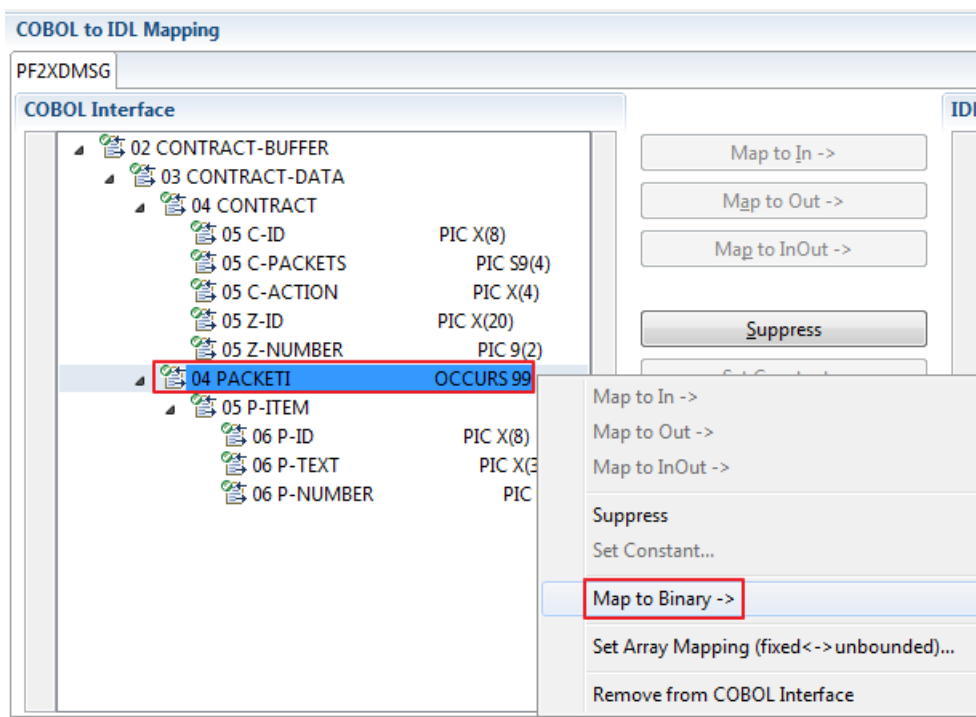 COBOL to IDL Mapping
PF2XDMSG
COBOL Interface
02 CONTRACT-BUFFER
03 CONTRACT-DATA
04 CONTRACT
05 C-ID PIC X(8)
05 C-PACKETS PIC S9(4)
05 C-ACTION PIC X(4)
05 Z-ID PIC X(20)
05 Z-NUMBER PIC 9(2)
04 PACKETI OCCURS 99
05 P-ITEM
06 P-ID PIC X(8)
06 P-TEXT PIC X(3
06 P-NUMBER PIC
Map to In ->
Map to Out ->
Map to InOut ->
Suppress
Map to In ->
Map to Out ->
Map to InOut ->
Suppress
Set Constant...
Map to Binary ->
Set Array Mapping (fixed<->unbounded)...
Remove from COBOL Interface